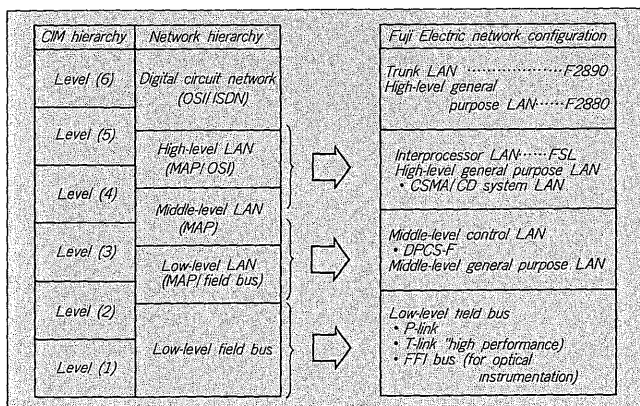 CIM hierarchy
Network hierarchy
Level (6)
Level (5)
Level (4)
Level (3)
Level (2)
Level (1)
Digital circuit network
(OSI/ISDN)
High-level LAN
(MAP/OSI)
Middle-level LAN
(MAP)
Low-level LAN
(MAP/field bus)
Low-level field bus
Fuji Electric network configuration
Trunk LAN ················F2890
High-level general
purpose LAN·····F2880
Interprocessor LAN·····FSL
High-level general purpose LAN
• CSMA/CD system LAN
Middle-level control LAN
• DPCS-F
Middle-level general purpose LAN
Low-level field bus
• P-link
• T-link "high performance)
• FFI bus (for optical
instrumentation)